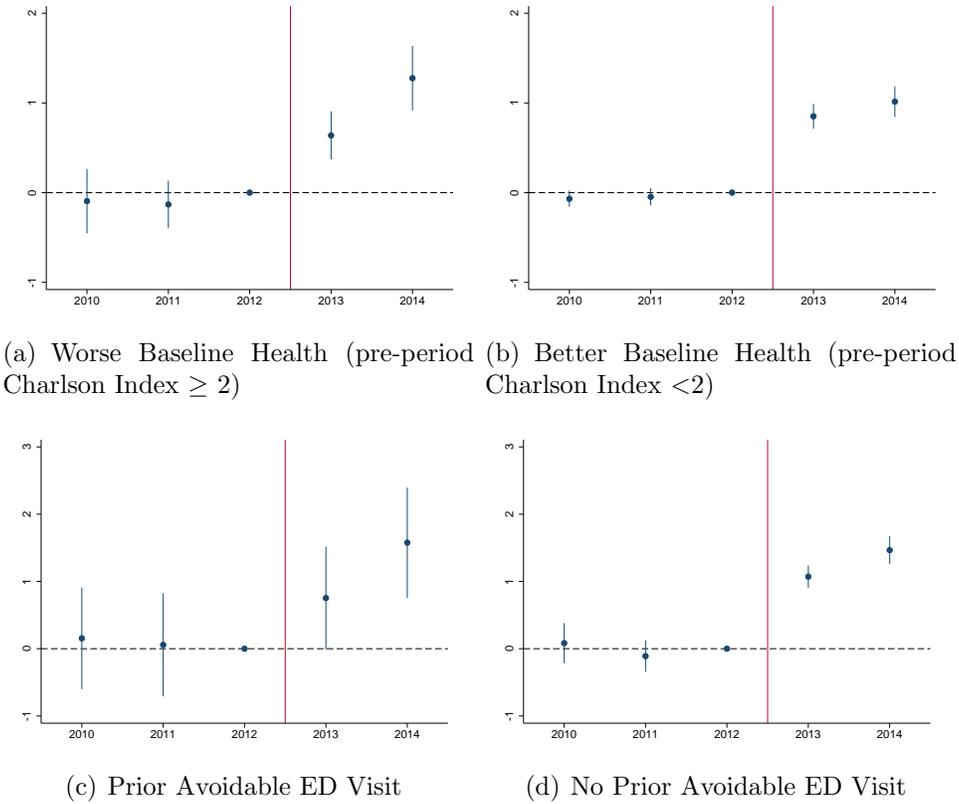 2
1
0
-1
2010 2011 2012 2013 2014
2
1
0
-1
2010 2011 2012 2013 2014
(a) Worse Baseline Health (pre-period
Charlson Index ≥ 2)
(b) Better Baseline Health (pre-period
Charlson Index <2)
3
2
1
0
-1
2010 2011 2012 2013 2014
3
2
1
0
-1
2010 2011 2012 2013 2014
(c) Prior Avoidable ED Visit
(d) No Prior Avoidable ED Visit